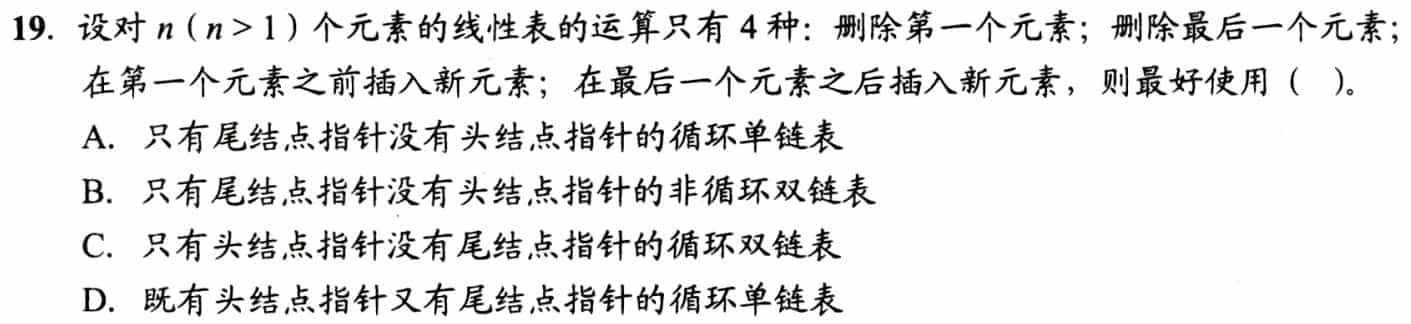 19. 设对 n（n > 1）个元素的线性表的运算只有 4 种：删除第一个元素；删除最后一个元素；
在第一个元素之前插入新元素；在最后一个元素之后插入新元素，则最好使用（ ）。
A. 只有尾结点指针没有头结点指针的循环单链表
B. 只有尾结点指针没有头结点指针的非循环双链表
C. 只有头结点指针没有尾结点指针的循环双链表
D. 既有头结点指针又有尾结点指针的循环单链表